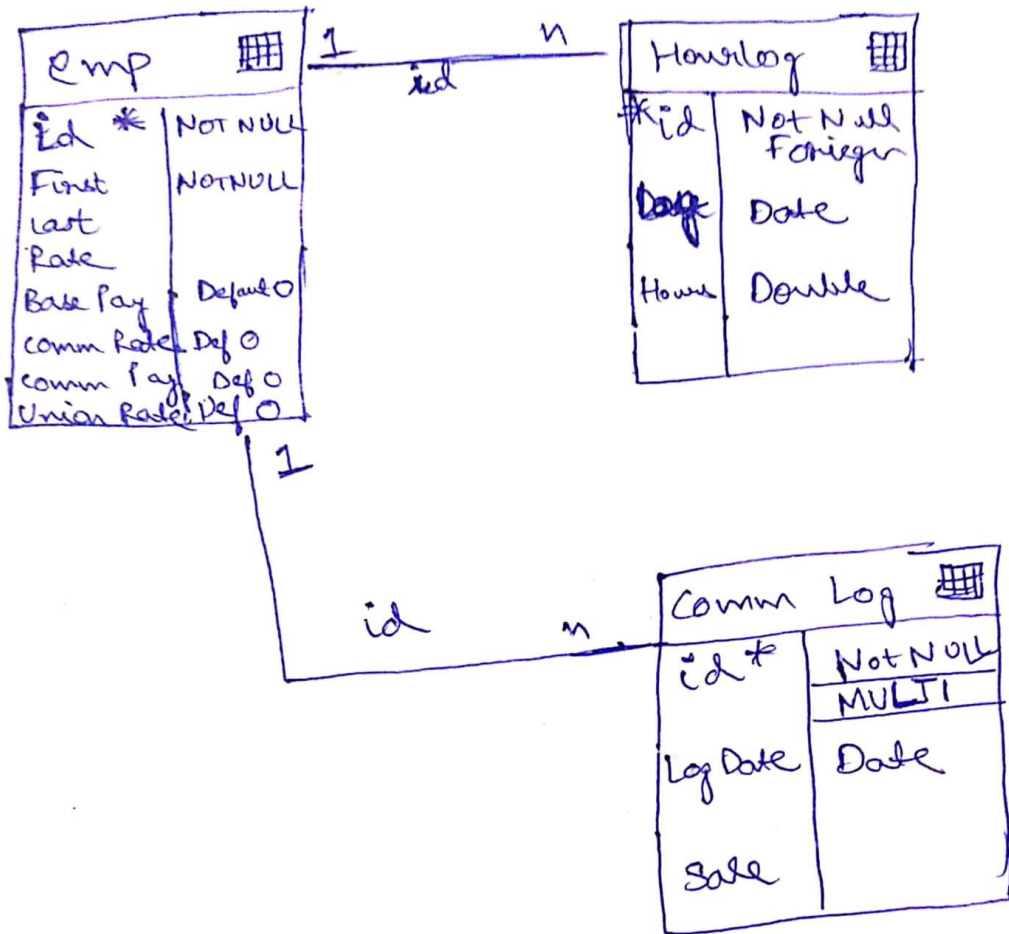 emp
id * NOT NULL
First NOTNULL
Last
Rate
Base Pay Default 0
comm Rate Def 0
comm Pay Def 0
Union Rate Def 0
1 n
id
Hourlog
*id Not Null
Foriegn
Date
Hours Double
1
id n
Comm Log
id* Not NULL
MULTI
Log Date Date
Sale